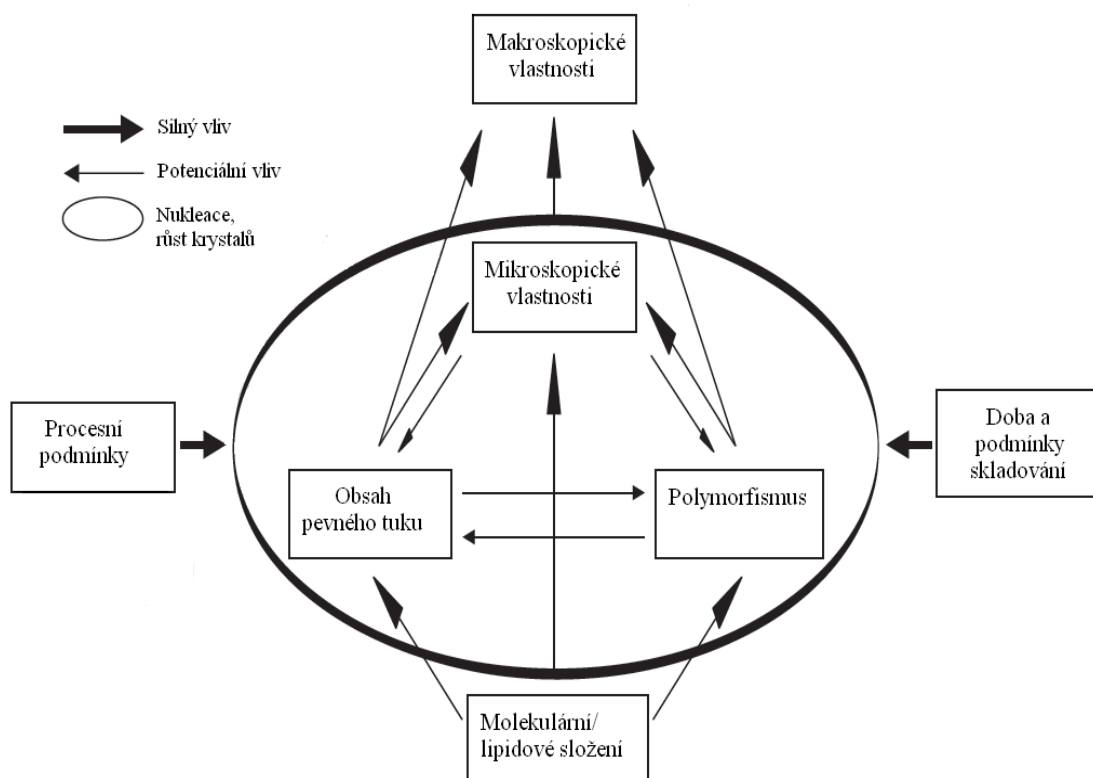 Makroskopické
vlastnosti
Silný vliv
Potenciální vliv
Nukleace,
růst krystalů
Mikroskopické
vlastnosti
Procesní
podmínky
Doba a
podmínky
skladování
Obsah
pevného tuku
Polymorfismus
Molekulární/
lipidové složení